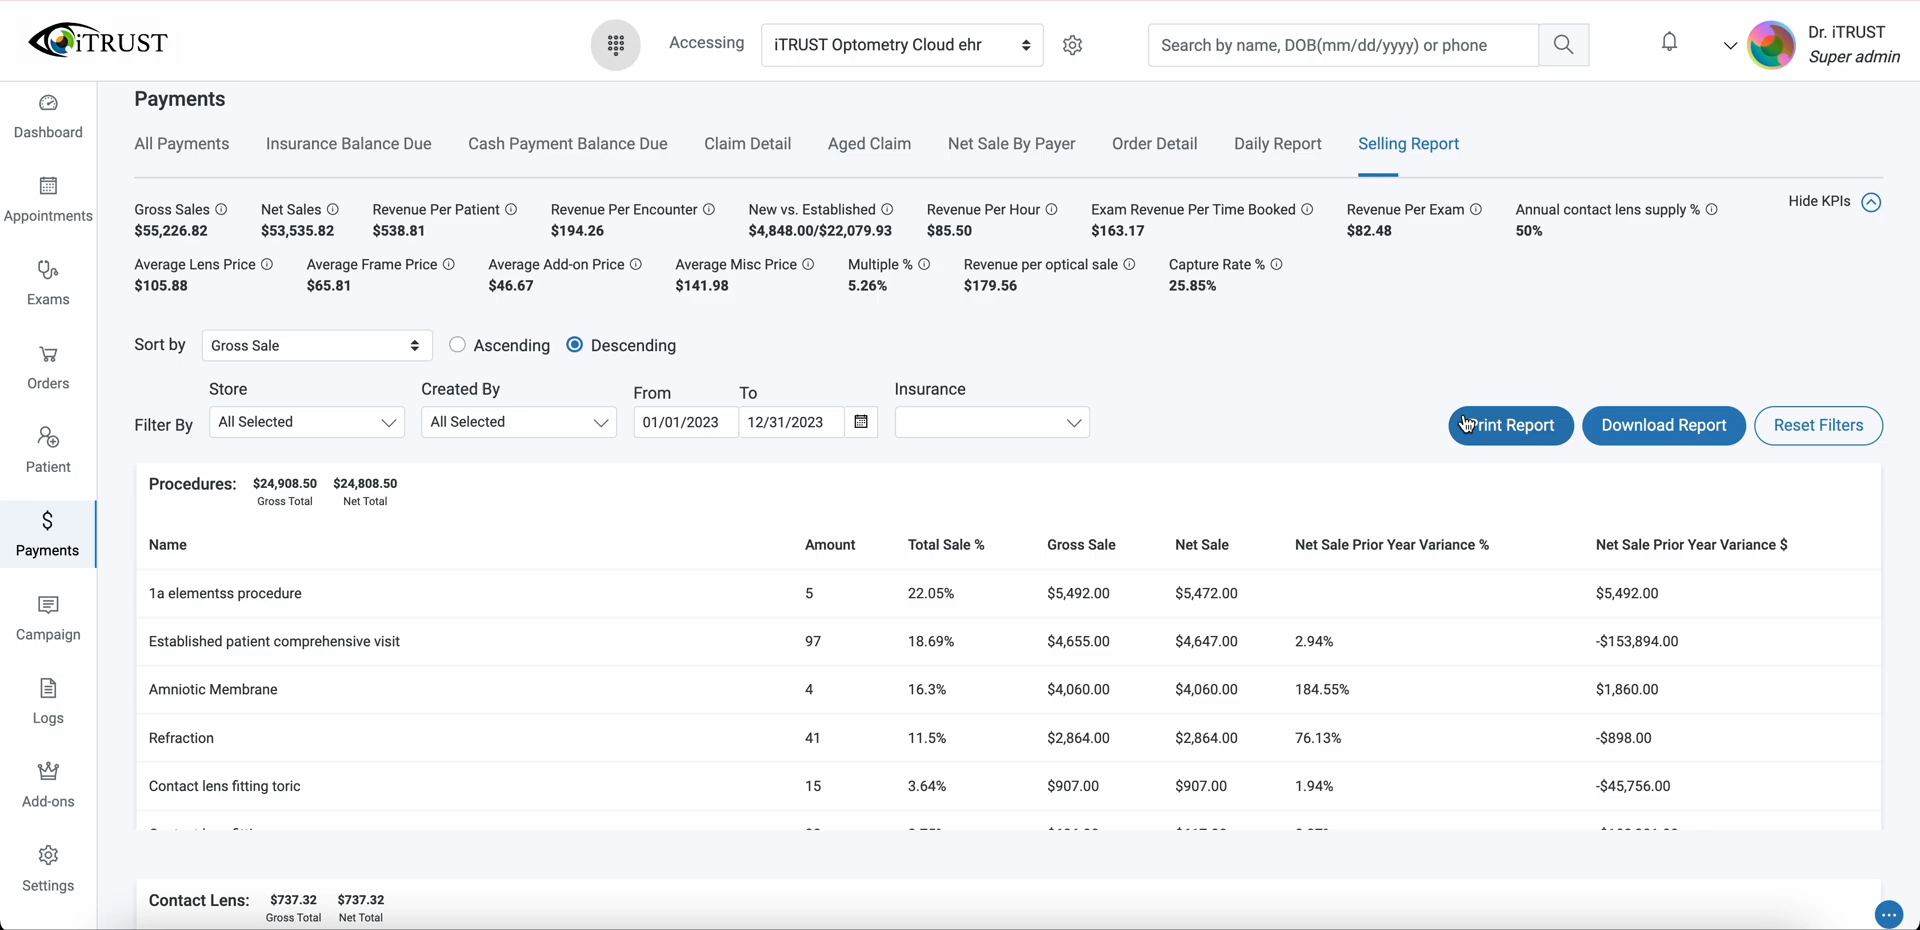 iTRUST
Accessing
iTRUST Optometry Cloud ehr
Search by name, DOB(mm/dd/yyyy) or phone
Dr. iTRUST
Super admin
Dashboard
Appointments
Exams
Orders
Patient
$
Payments
Campaign
Logs
Add-ons
Settings
Payments
All Payments Insurance Balance Due Cash Payment Balance Due Claim Detail Aged Claim Net Sale By Payer Order Detail Daily Report Selling Report
Gross Sales Net Sales Revenue Per Patient Revenue Per Encounter New vs. Established Revenue Per Hour Exam Revenue Per Time Booked Revenue Per Exam Annual contact lens supply % Hide KPIs
$55,226.82 $53,535.82 $538.81 $194.26 $4,848.00/$22,079.93 $85.50 $163.17 $82.48 50%
Average Lens Price Average Frame Price Average Add-on Price Average Misc Price Multiple % Revenue per optical sale Capture Rate %
$105.88 $65.81 $46.67 $141.98 5.26% $179.56 25.85%
Sort by Gross Sale Ascending Descending
Store Created By From To Insurance
Filter By All Selected All Selected 01/01/2023 12/31/2023 Print Report Download Report Reset Filters
Procedures: $24,908.50 $24,808.50
Gross Total Net Total
Name Amount Total Sale % Gross Sale Net Sale Net Sale Prior Year Variance % Net Sale Prior Year Variance $
1a elementss procedure 5 22.05% $5,492.00 $5,472.00 $5,492.00
Established patient comprehensive visit 97 18.69% $4,655.00 $4,647.00 2.94% -$153,894.00
Amniotic Membrane 4 16.3% $4,060.00 $4,060.00 184.55% $1,860.00
Refraction 41 11.5% $2,864.00 $2,864.00 76.13% -$898.00
Contact lens fitting toric 15 3.64% $907.00 $907.00 1.94% -$45,756.00
Contact Lens: $737.32 $737.32
Gross Total Net Total